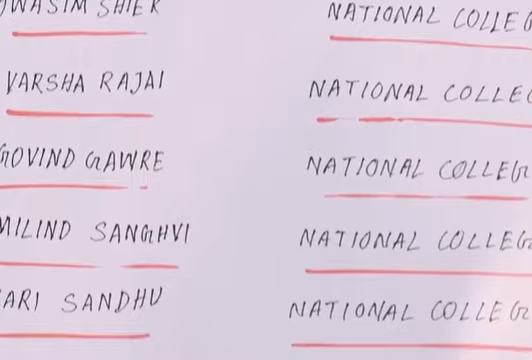 WASIM SHIEK NATIONAL COLLEG
VARSHA RAJAI NATIONAL COLLEG
GOVIND GAWRE NATIONAL COLLEG
MILIND SANGHVI NATIONAL COLLEG
ARI SANDHU NATIONAL COLLEG